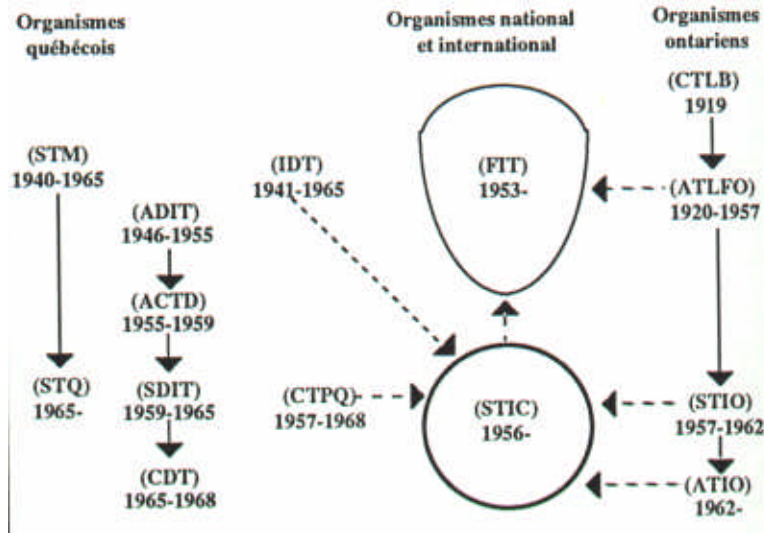 Organismes
québécois
Organismes national
et international
Organismes
ontariens
(CTLB)
1919
(STM)
1940-1965
(IDT)
1941-1965
(FIT)
1953-
(ATLFO)
1920-1957
(ADIT)
1946-1955
(ACTD)
1955-1959
(STQ)
1965-
(SDIT)
1959-1965
(CTPQ)
1957-1968
(STIC)
1956-
(STIO)
1957-1962
(CDT)
1965-1968
(ATIO)
1962-